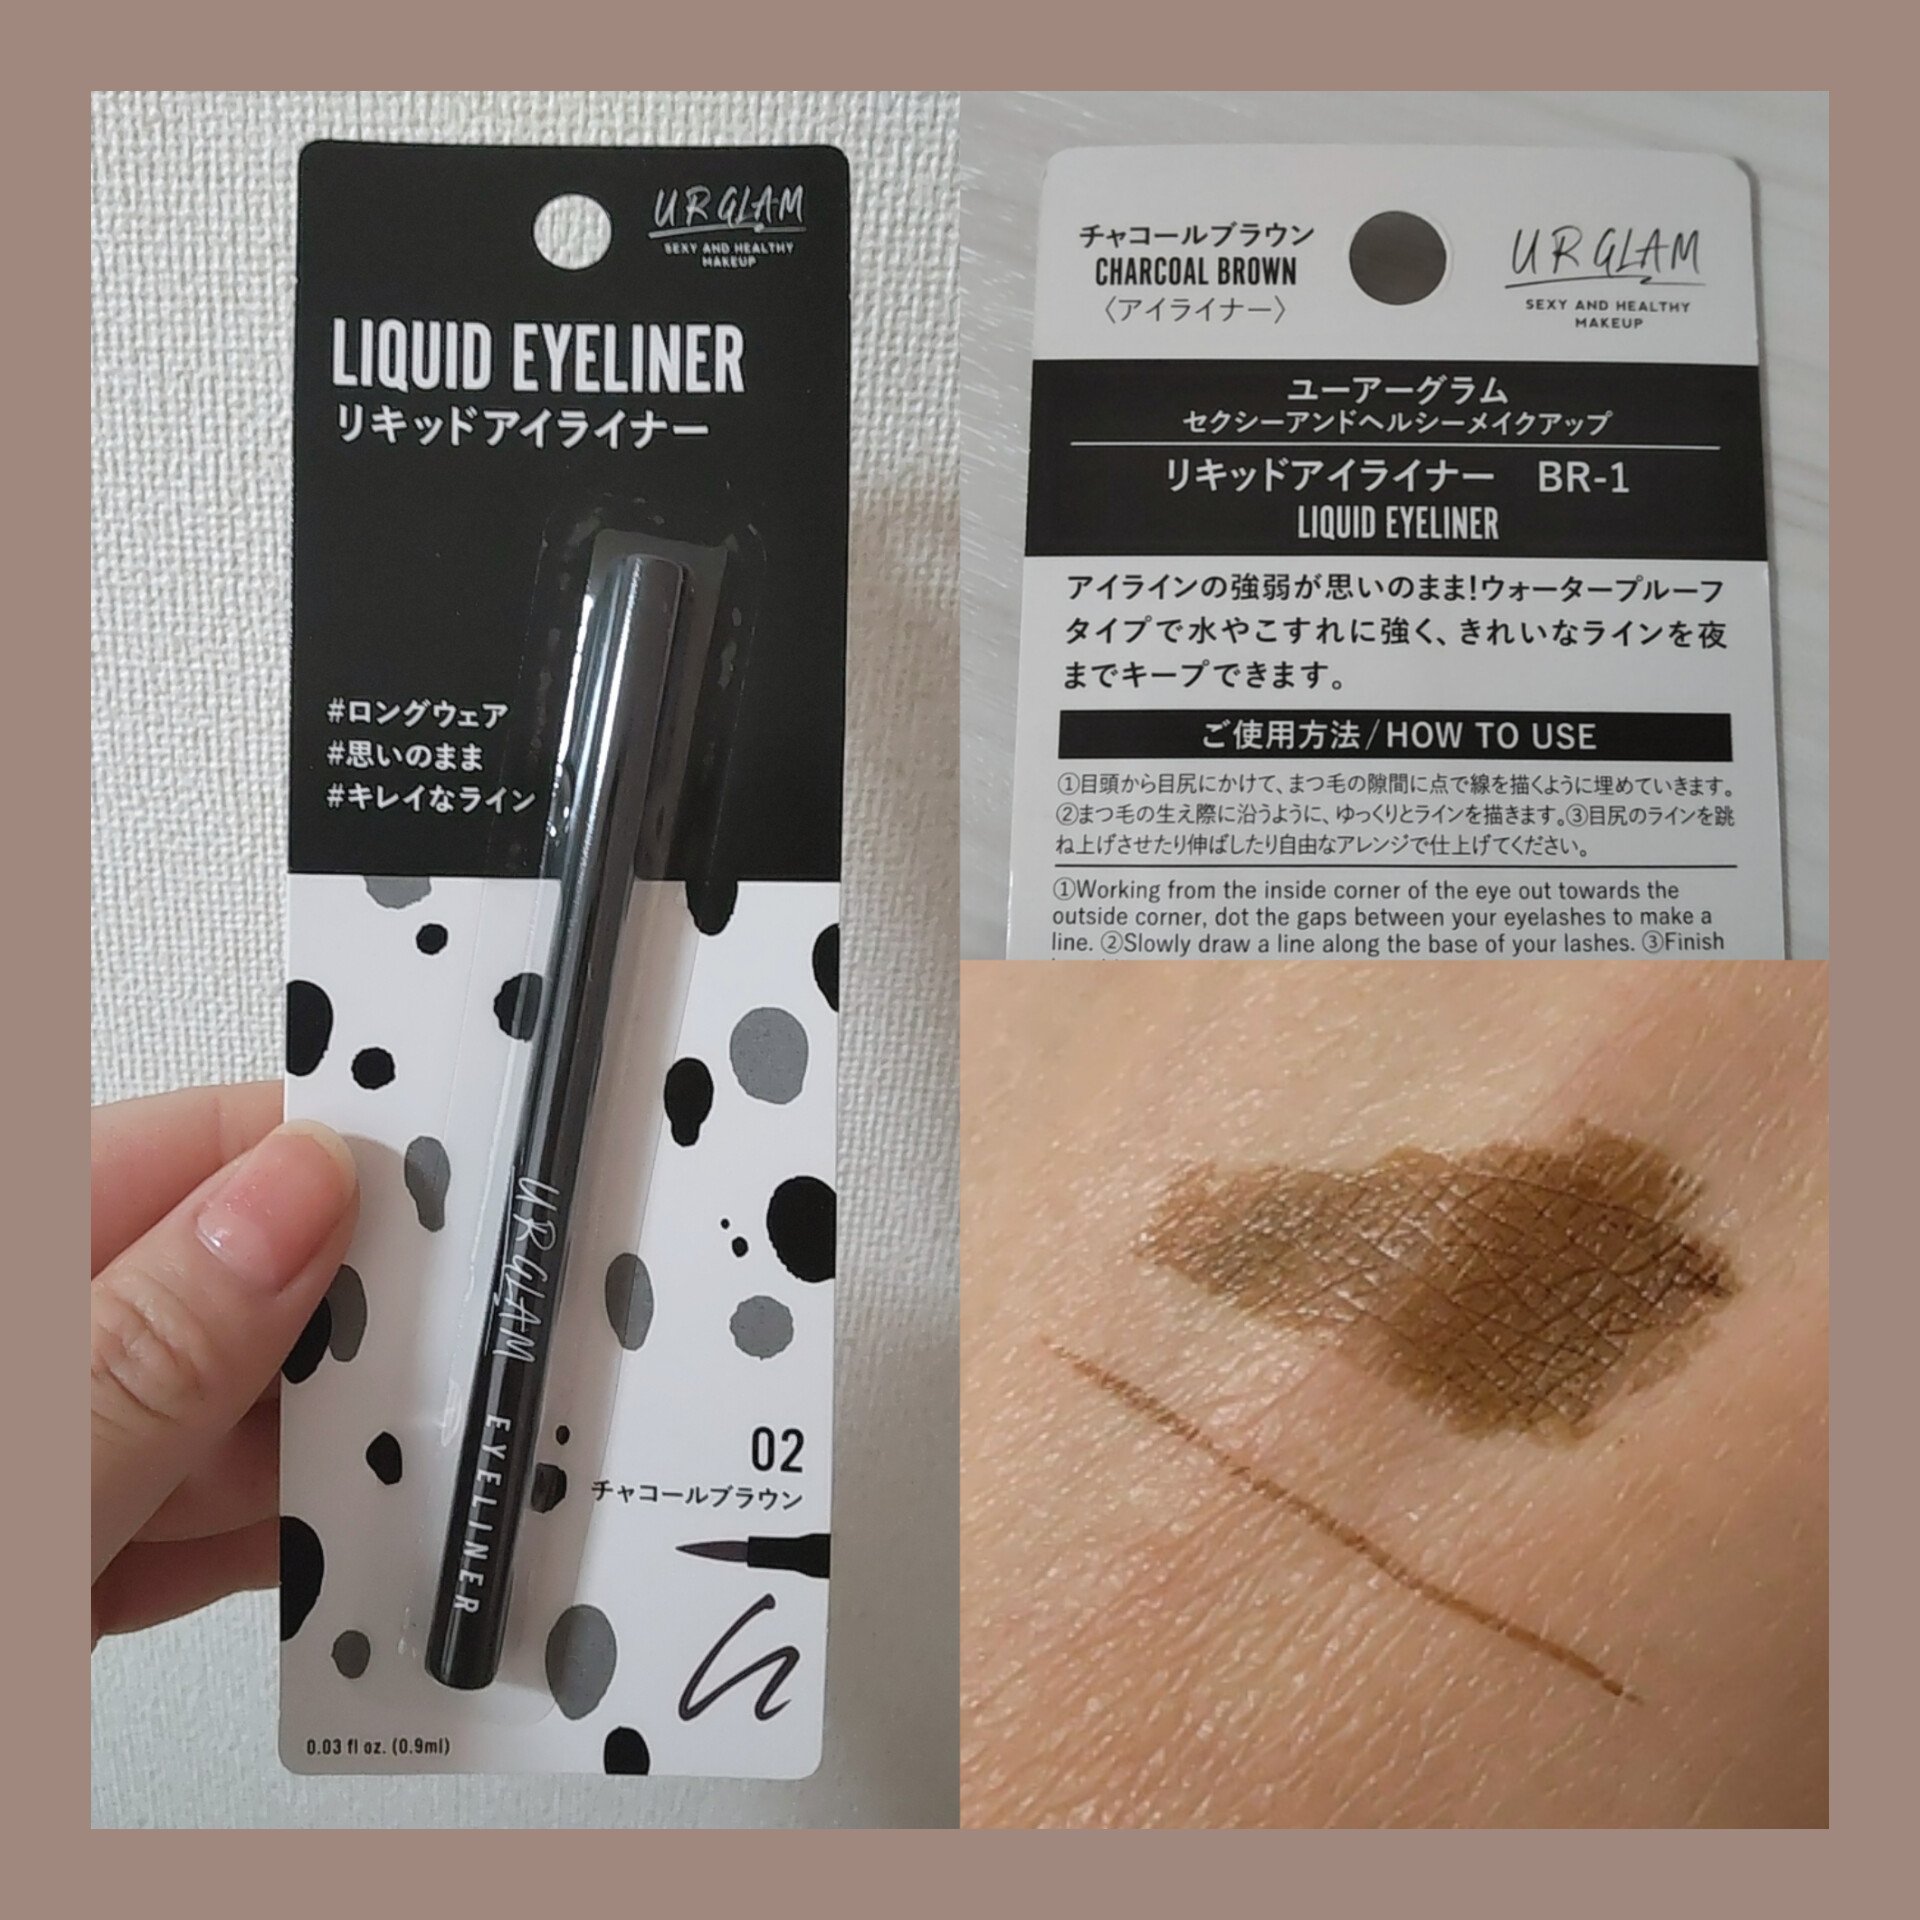 URGLAM
SEXY AND HEALTHY
MAKEUP
LIQUID EYELINER
リキッドアイライナー
#ロングウェア
#思いのまま
#キレイなライン
URGLAM EYELINER
02
チャコールブラウン
0.03 fl oz. (0.9ml)
チャコールブラウン
CHARCOAL BROWN
〈アイライナー〉
URGLAM
SEXY AND HEALTHY
MAKEUP
ユーアーグラム
セクシーアンドヘルシーメイクアップ
リキッドアイライナー BR-1
LIQUID EYELINER
アイラインの強弱が思いのまま!ウォータープルーフ
タイプで水やこすれに強く、きれいなラインを夜
までキープできます。
ご使用方法/HOW TO USE
①目頭から目尻にかけて、まつ毛の隙間に点で線を描くように埋めていきます。
②まつ毛の生え際に沿うように、ゆっくりとラインを描きます。③目尻のラインを跳
ね上げさせたり伸ばしたり自由なアレンジで仕上げてください。
①Working from the inside corner of the eye out towards the
outside corner, dot the gaps between your eyelashes to make a
line. ②Slowly draw a line along the base of your lashes. ③Finish